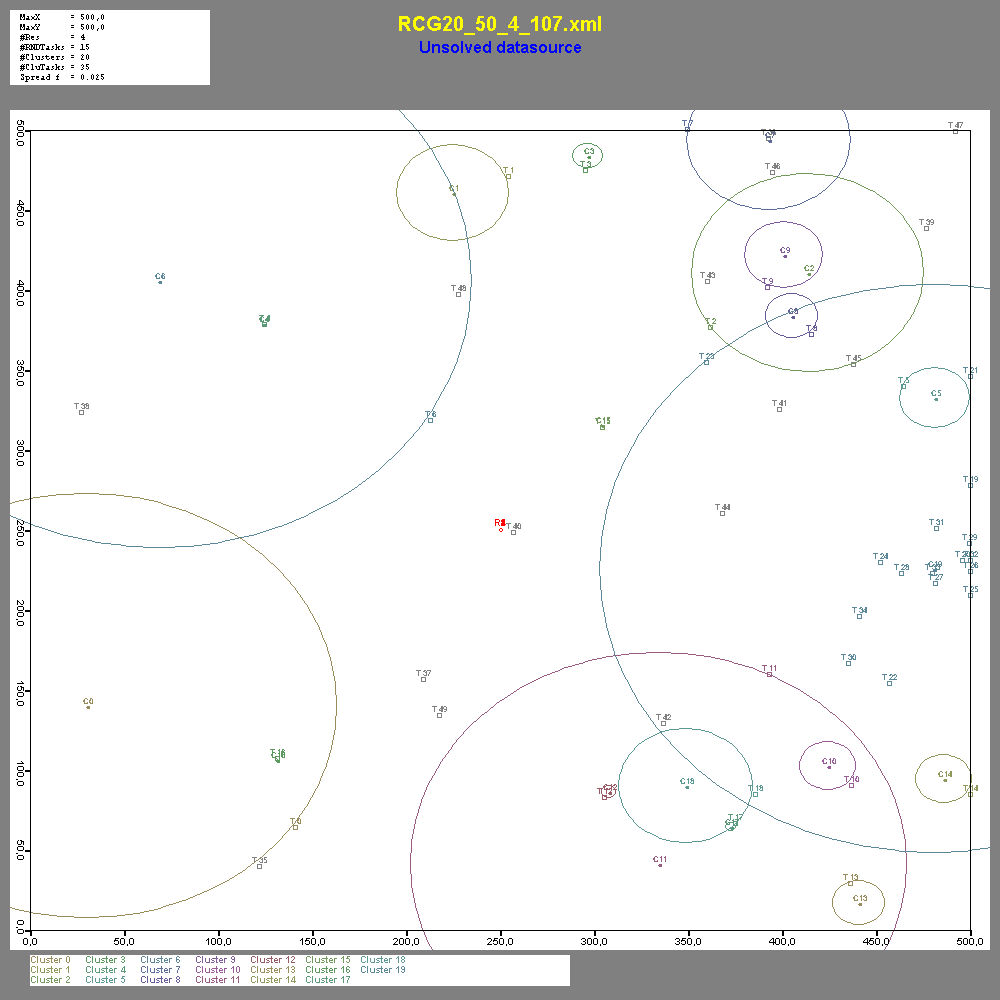 MaxX = 500,0
MaxY = 500,0
#Res = 4
#RNDTasks = 15
#Clusters = 20
#CluTasks = 35
Spread f = 0.025
RCG20_50_4_107.xml
Unsolved datasource
T 7
T 47
C3
T 3
T 46
C1
T 1
T 39
C9
C2
C6
T 43
T 9
T 48
C8
T 2
T 8
T 23
T 45
T 21
T 5
C5
T 38
T 41
T 6
C15
T 19
T 44
T 40
T 31
T 29
T 24
T 28
T 26
T 27
T 25
T 34
T 30
T 37
T 11
T 22
C0
T 49
T 42
T 16
C10
C14
T 10
C18
T 18
T 14
T 17
T 0
T 35
C11
T 13
C13
500,0
450,0
400,0
350,0
300,0
250,0
200,0
150,0
100,0
50,0
0,0
0,0 50,0 100,0 150,0 200,0 250,0 300,0 350,0 400,0 450,0 500,0
Cluster 0 Cluster 3 Cluster 6 Cluster 9 Cluster 12 Cluster 15 Cluster 18
Cluster 1 Cluster 4 Cluster 7 Cluster 10 Cluster 13 Cluster 16 Cluster 19
Cluster 2 Cluster 5 Cluster 8 Cluster 11 Cluster 14 Cluster 17